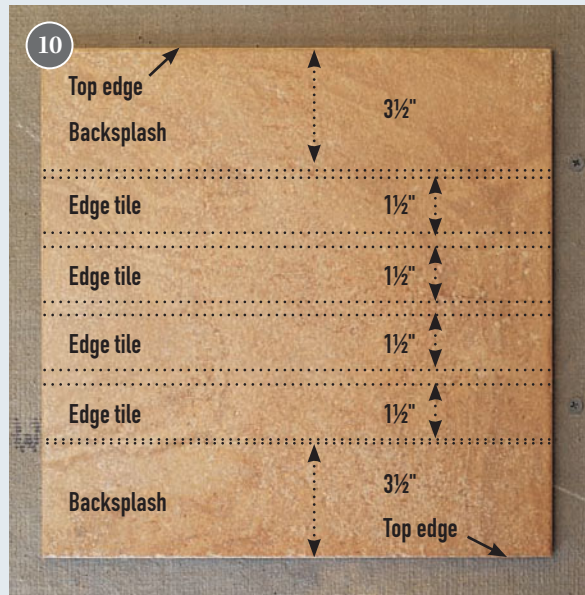 10
Top edge
Backsplash
3½"
Edge tile
1½"
Edge tile
1½"
Edge tile
1½"
Edge tile
1½"
Backsplash
3½"
Top edge